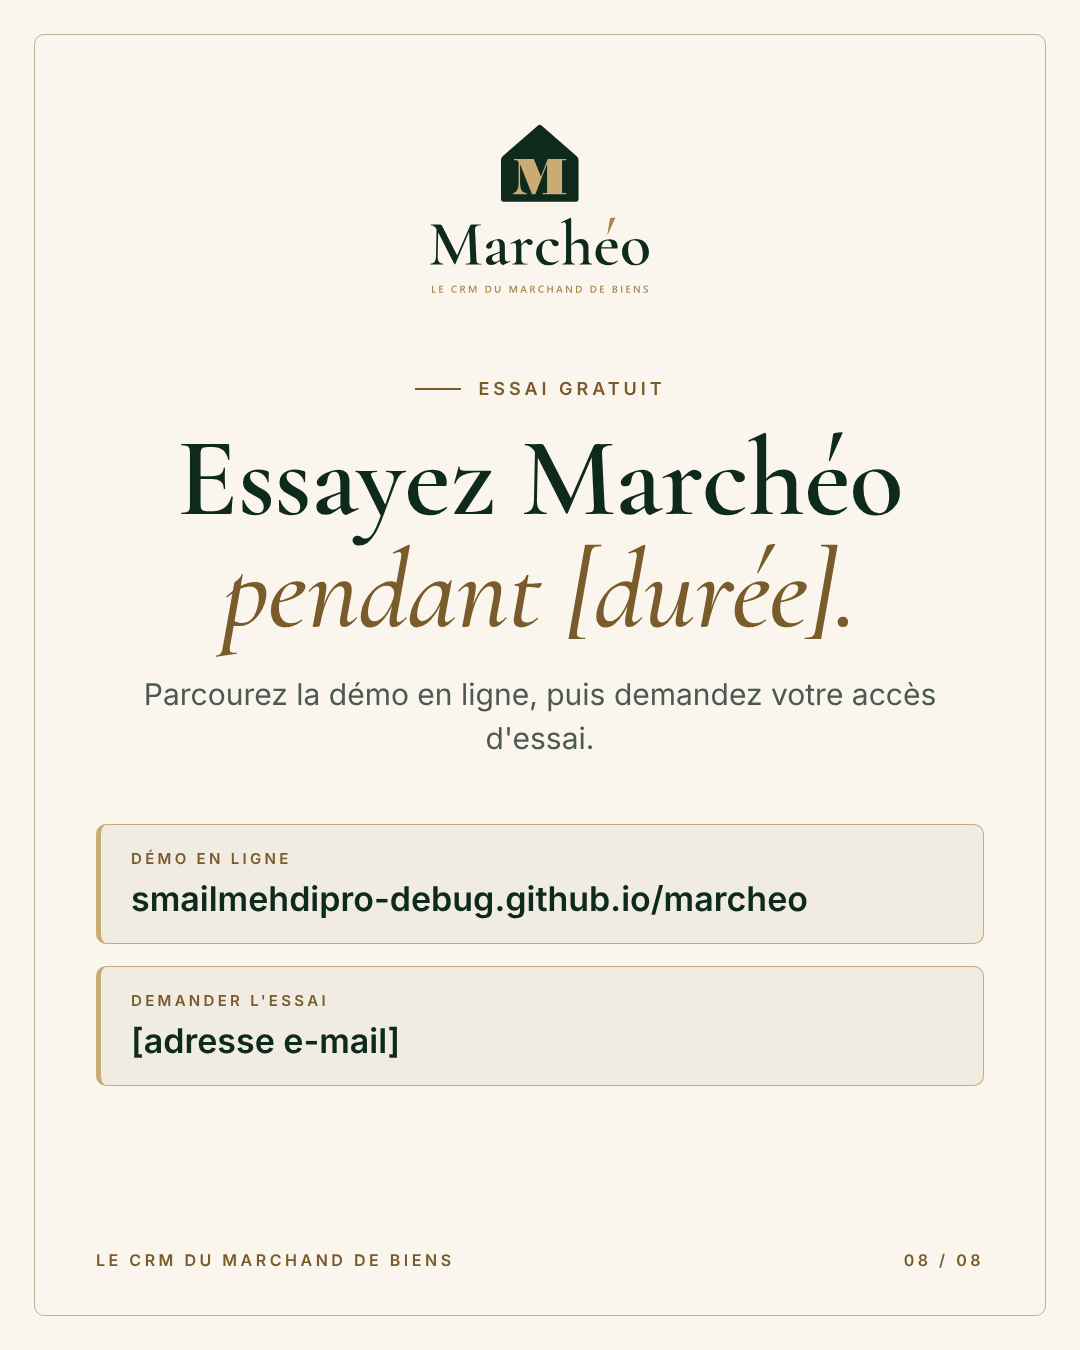 M
Marchéo
LE CRM DU MARCHAND DE BIENS
ESSAI GRATUIT
Essayez Marchéo
pendant [durée].
Parcourez la démo en ligne, puis demandez votre accès
d'essai.
DÉMO EN LIGNE
smailmehdipro-debug.github.io/marcheo
DEMANDER L'ESSAI
[adresse e-mail]
LE CRM DU MARCHAND DE BIENS
08 / 08